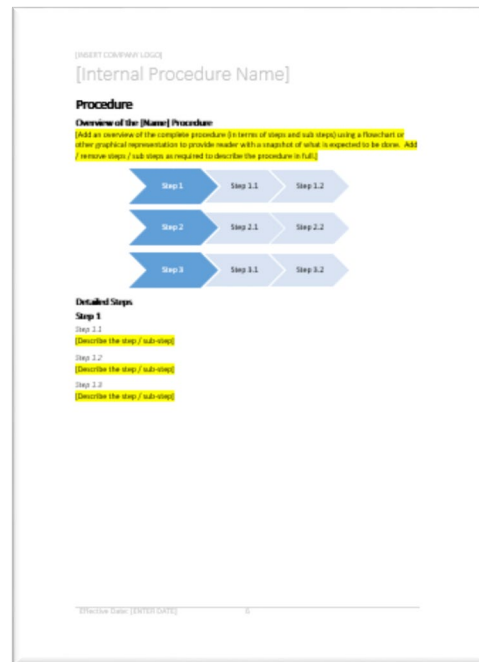 [INSERT COMPANY LOGO]
[Internal Procedure Name]
Procedure
Overview of the [Name] Procedure
[Add an overview of the complete procedure (in terms of steps and sub steps) using a flowchart or
other graphical representation to provide reader with a snapshot of what is expected to be done. Add
/ remove steps / sub steps as required to describe the procedure in full.]
Step 1 Step 1.1 Step 1.2
Step 2 Step 2.1 Step 2.2
Step 3 Step 3.1 Step 3.2
Detailed Steps
Step 1
Step 1.1
[Describe the step / sub-step]
Step 1.2
[Describe the step / sub-step]
Step 1.3
[Describe the step / sub-step]
Effective Date: [ENTER DATE]